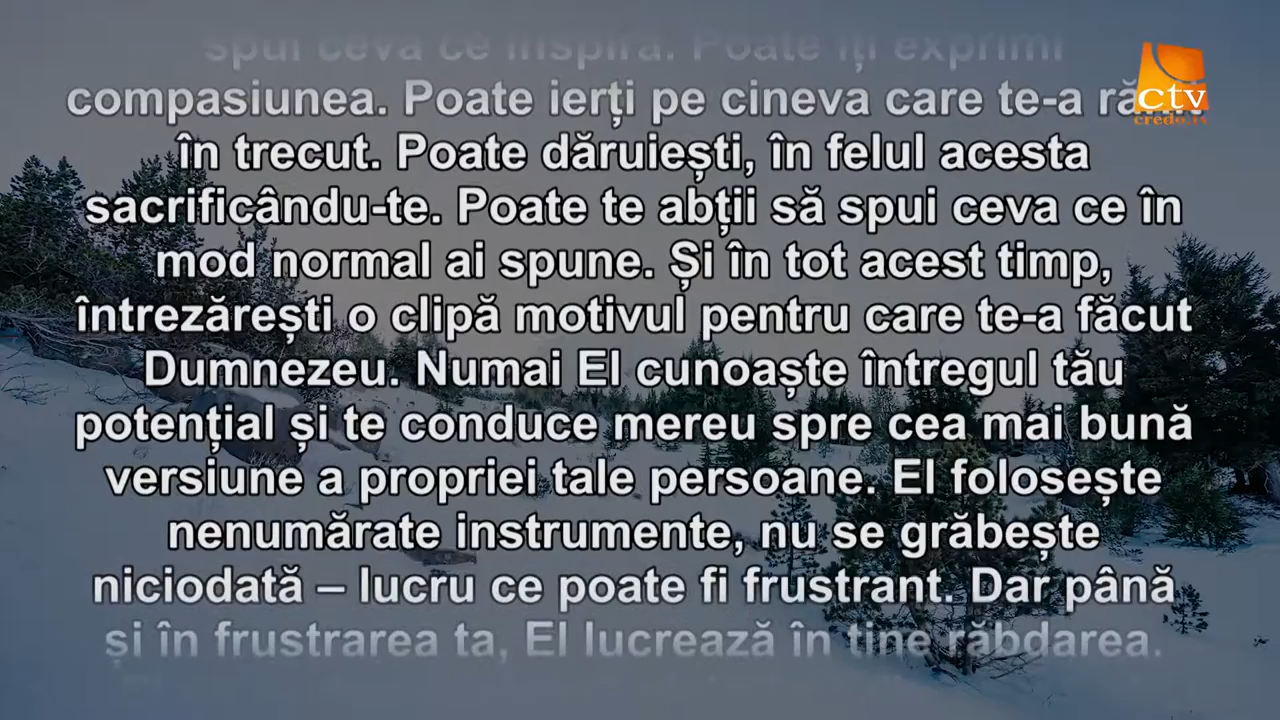 spui ceva ce inspiră. Poate îți exprimi
compasiunea. Poate ierți pe cineva care te-a
în trecut. Poate dăruiești, în felul acesta
sacrificându-te. Poate te abții să spui ceva ce în
mod normal ai spune. Și în tot acest timp,
întrezărești o clipă motivul pentru care te-a făcut
Dumnezeu. Numai El cunoaște întregul tău
potențial și te conduce mereu spre cea mai bună
versiune a propriei tale persoane. El folosește
nenumărate instrumente, nu se grăbește
niciodată – lucru ce poate fi frustrant. Dar până
și în frustrarea ta, El lucrează în tine răbdarea.
ctv
credo.tv